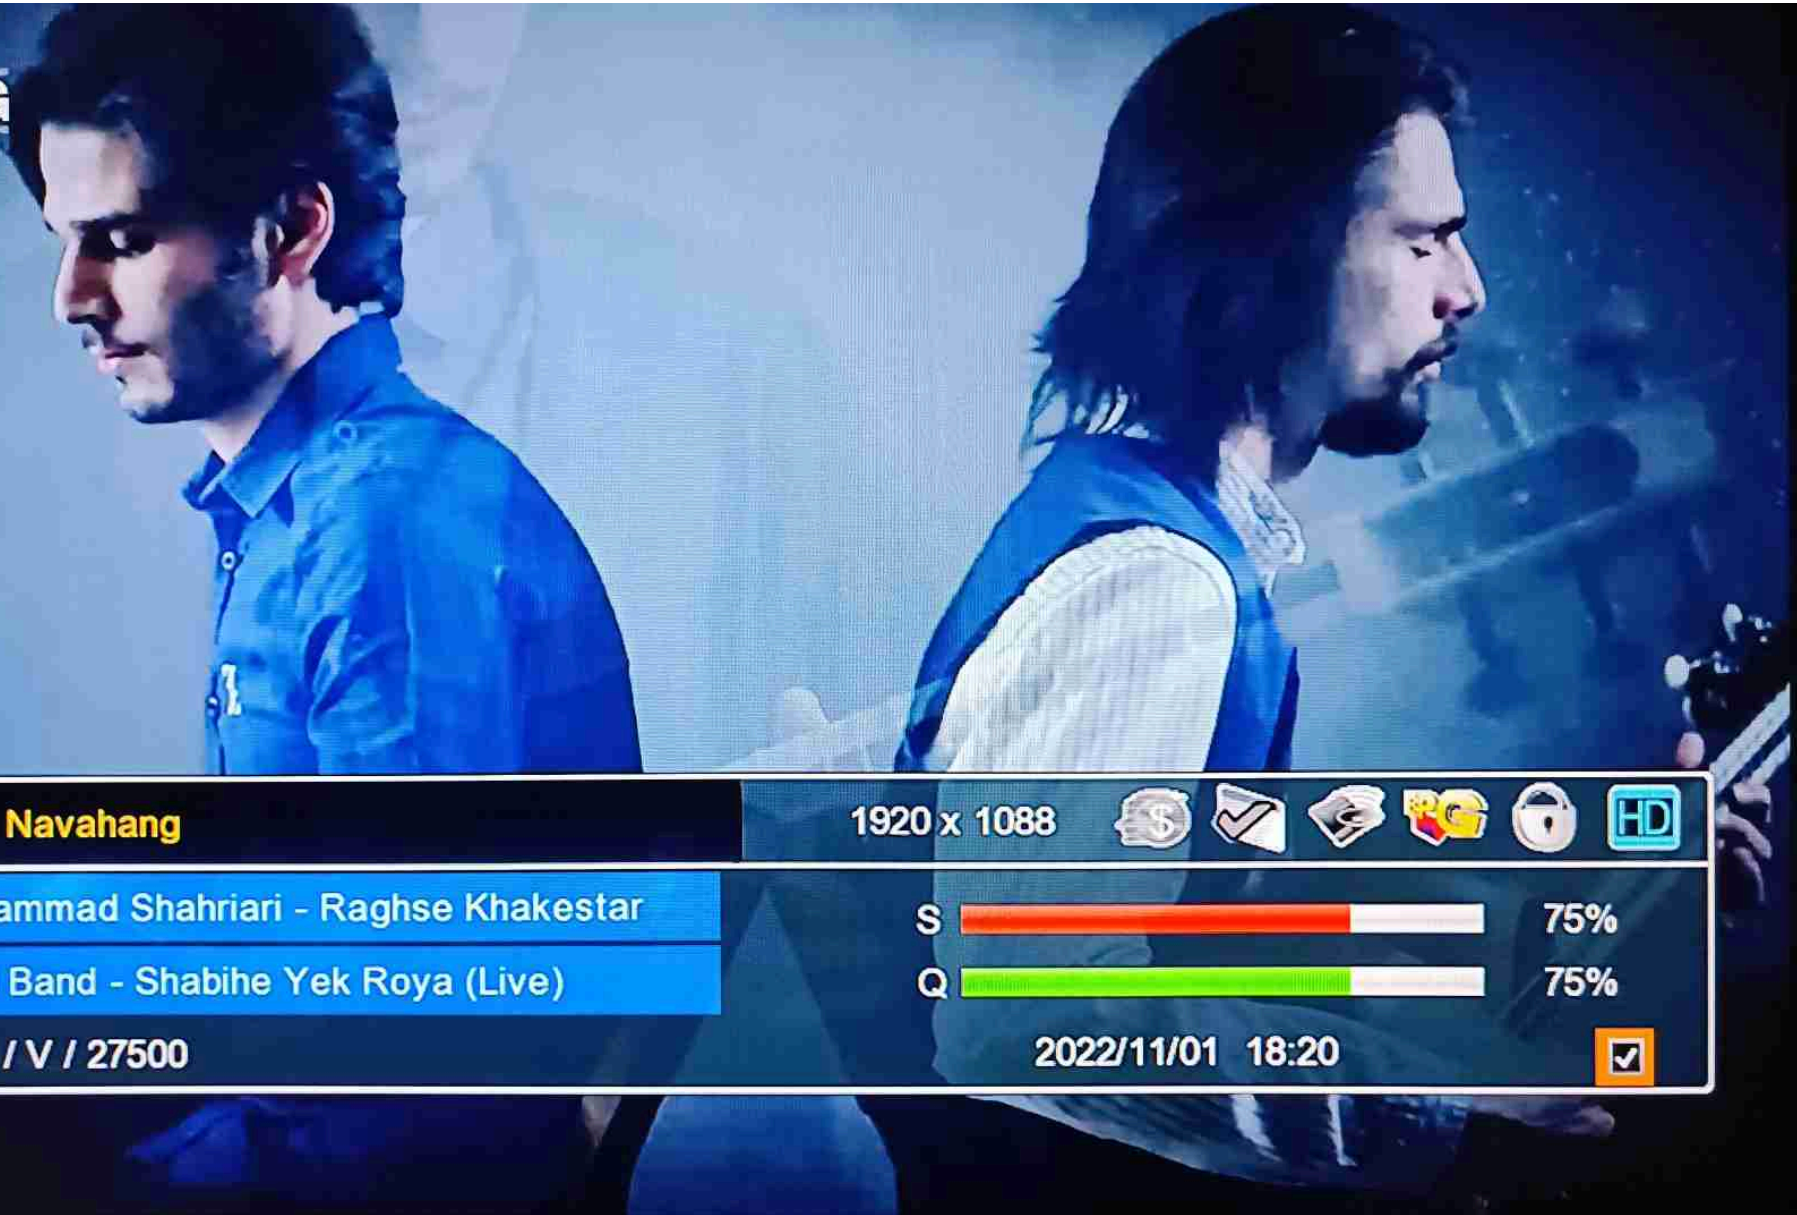 G
Navahang
1920 x 1088
HD
ammad Shahriari - Raghse Khakestar
S
75%
Band - Shabihe Yek Roya (Live)
Q
75%
/ V / 27500
2022/11/01 18:20